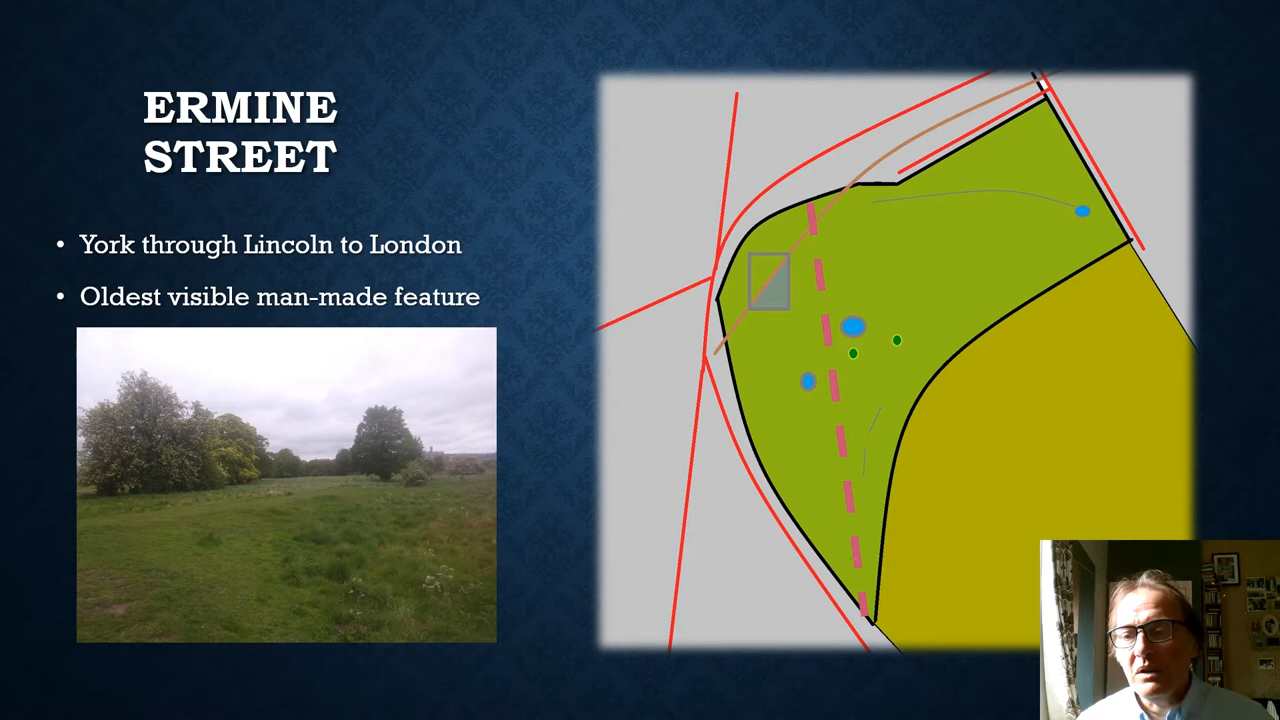 ERMINE
STREET
• York through Lincoln to London
• Oldest visible man-made feature